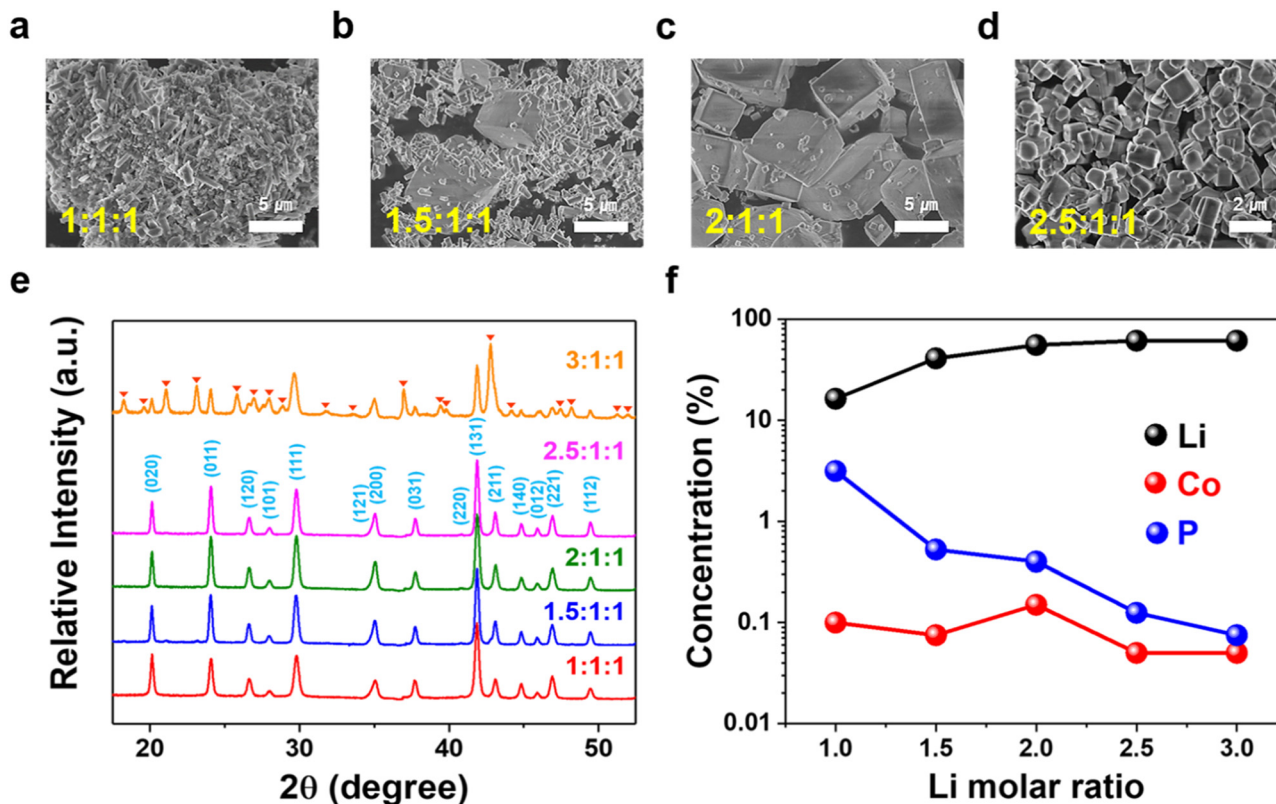 a
b
c
d
1:1:1
5 μm
1.5:1:1
5 μm
2:1:1
5 μm
2.5:1:1
2 μm
e
Relative Intensity (a.u.)
3:1:1
2.5:1:1
(020)
(011)
(120)
(101)
(111)
(121)
(200)
(031)
(220)
(131)
(211)
(140)
(012)
(221)
(112)
2:1:1
1.5:1:1
1:1:1
20
30
40
50
2θ (degree)
f
Concentration (%)
100
10
1
0.1
0.01
Li
Co
P
1.0
1.5
2.0
2.5
3.0
Li molar ratio